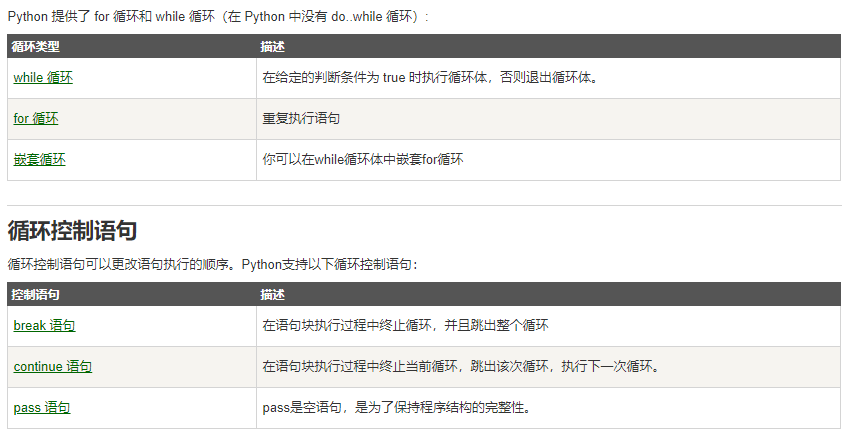 Python 提供了 for 循环和 while 循环（在 Python 中没有 do..while 循环）:
循环类型 描述
while 循环 在给定的判断条件为 true 时执行循环体，否则退出循环体。
for 循环 重复执行语句
嵌套循环 你可以在while循环体中嵌套for循环
循环控制语句
循环控制语句可以更改语句执行的顺序。Python支持以下循环控制语句：
控制语句 描述
break 语句 在语句块执行过程中终止循环，并且跳出整个循环
continue 语句 在语句块执行过程中终止当前循环，跳出该次循环，执行下一次循环。
pass 语句 pass是空语句，是为了保持程序结构的完整性。